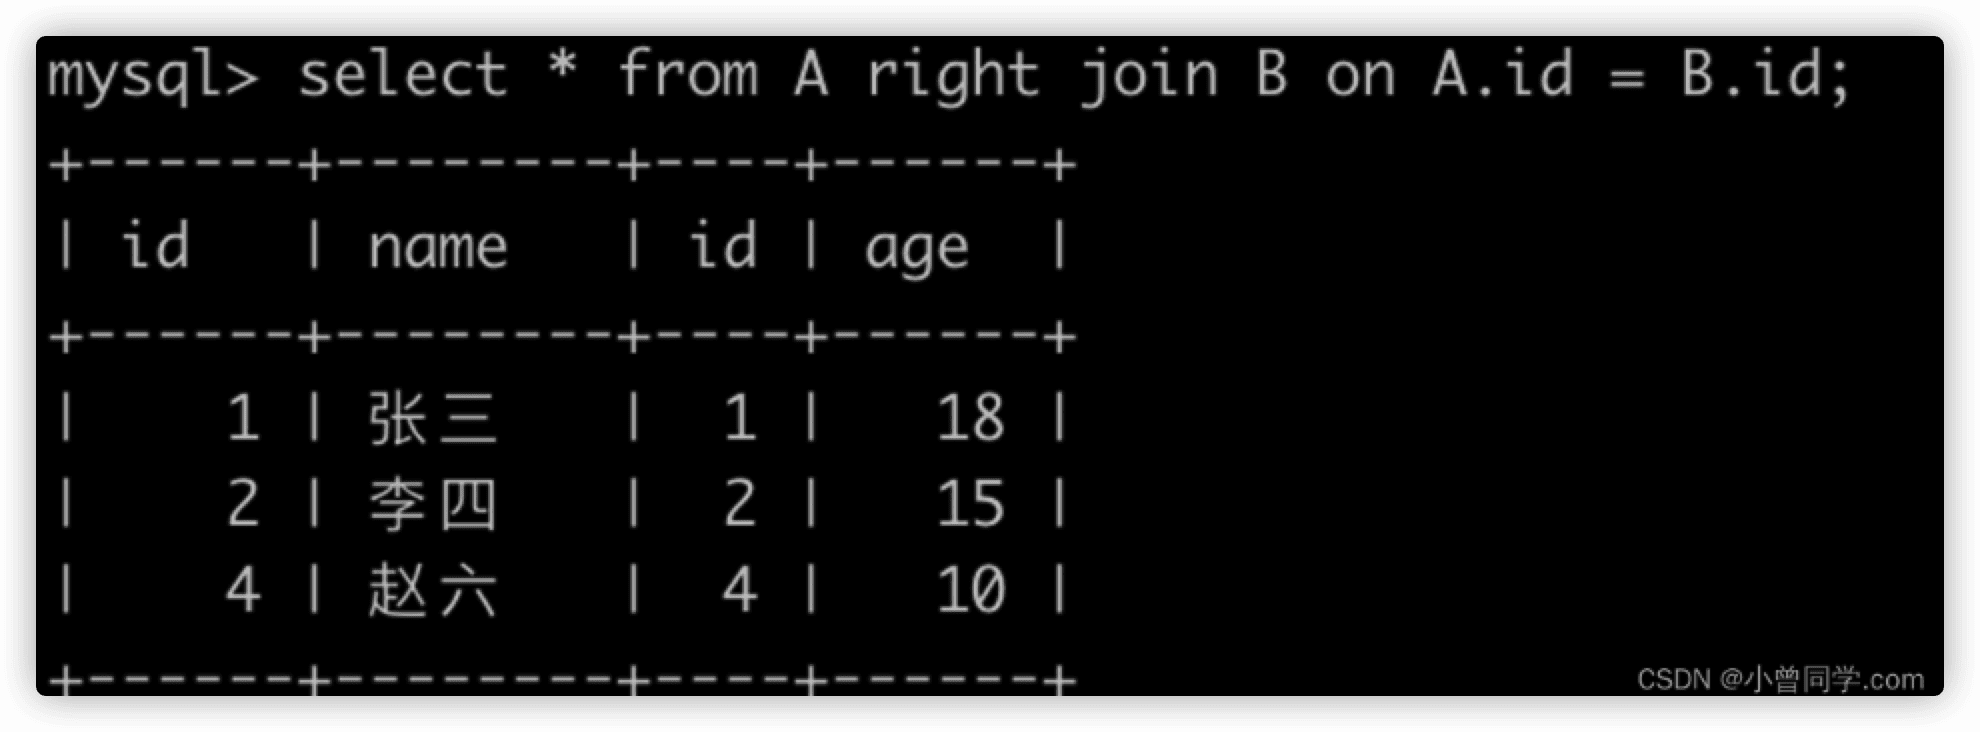 mysql> select * from A right join B on A.id = B.id;
+------+--------+----+------+
| id   | name   | id | age  |
+------+--------+----+------+
|    1 | 张三   |  1 |   18 |
|    2 | 李四   |  2 |   15 |
|    4 | 赵六   |  4 |   10 |
+------+--------+----+------+
CSDN @小曾同学.com